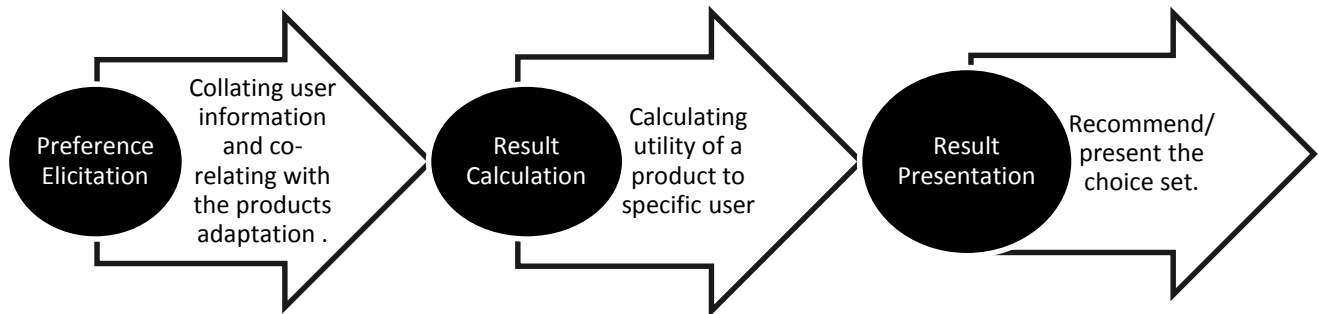 Preference
Elicitation
Collating user
information
and co-
relating with
the products
adaptation .
Result
Calculation
Calculating
utility of a
product to
specific user
Result
Presentation
Recommend/
present the
choice set.